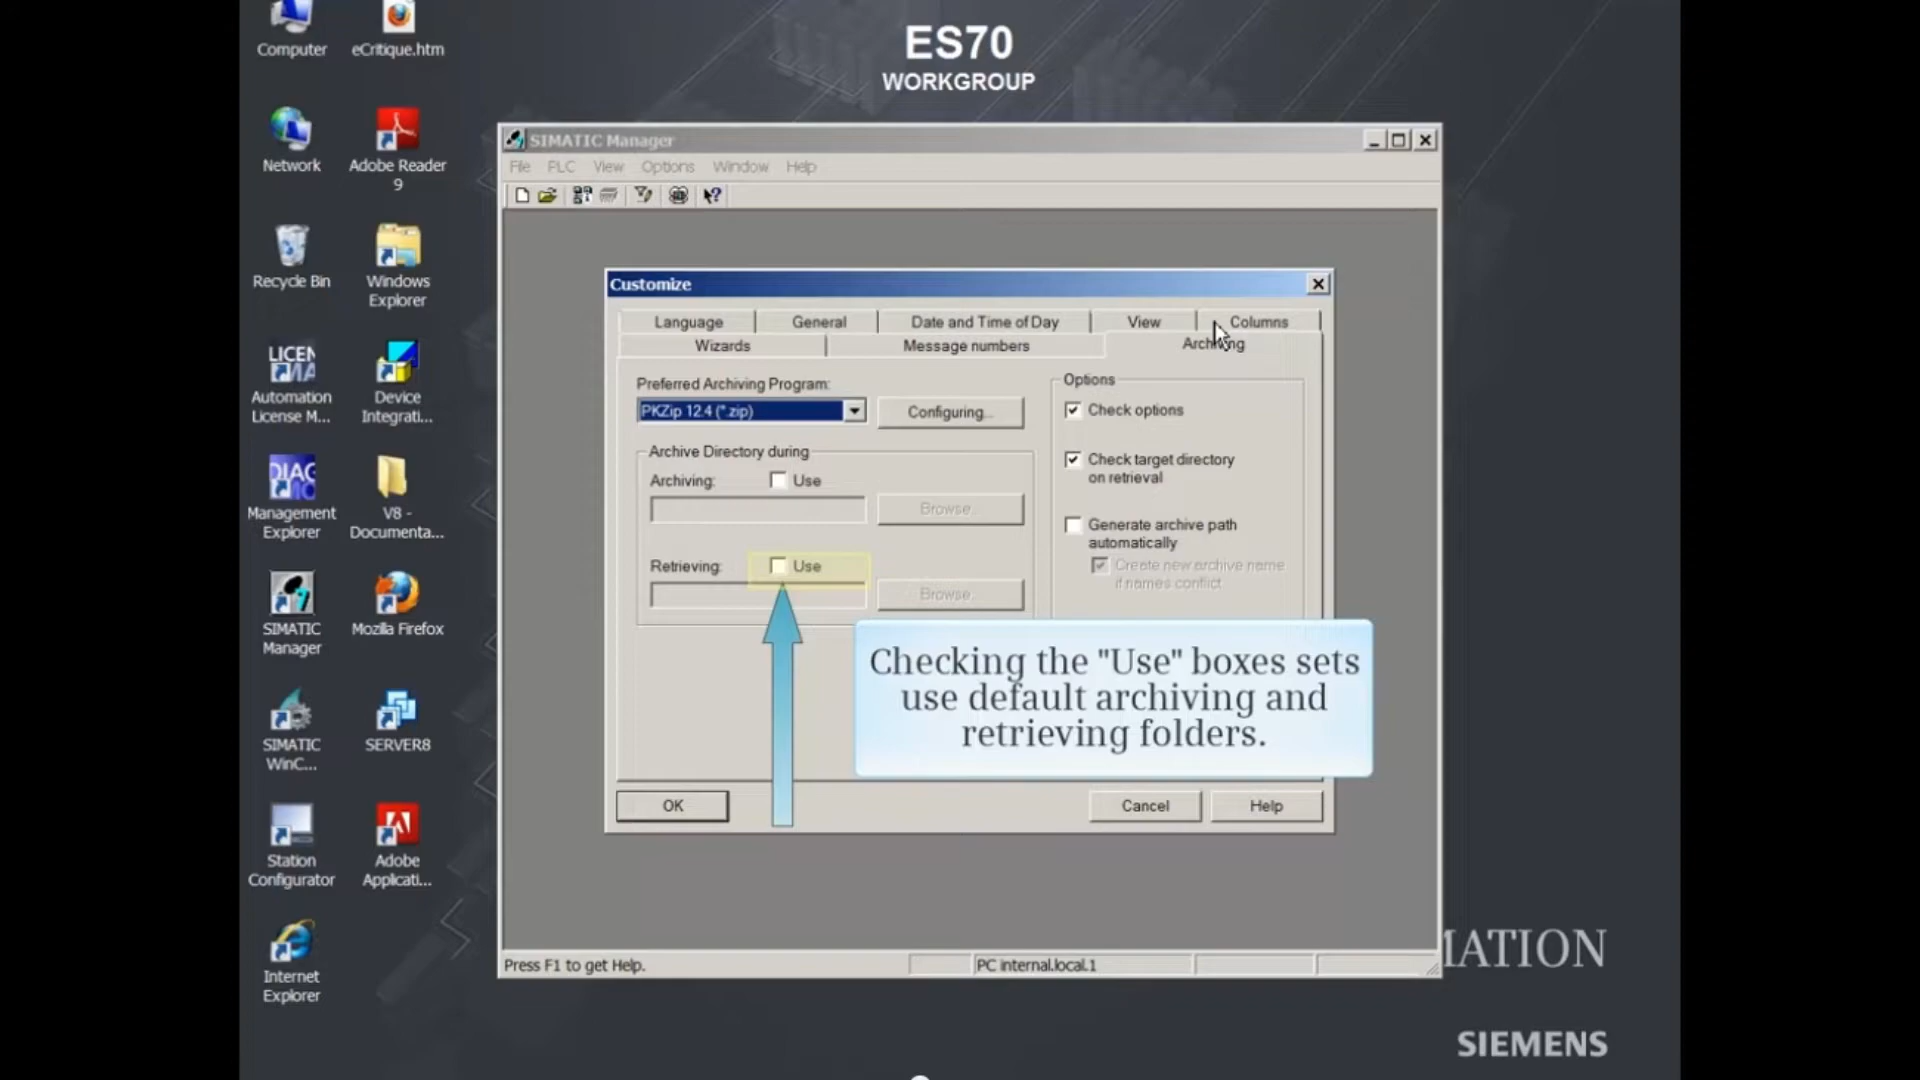 ES70
WORKGROUP
Computer
eCritique.htm
Network
Adobe Reader
9
Recycle Bin
Windows
Explorer
LICEN
Automation
License M...
Device
Integrati...
DIAG
Management
Explorer
V8 -
Documenta...
SIMATIC
Manager
Mozilla Firefox
SIMATIC
WinC...
SERVER8
Station
Configurator
Adobe
Applicati...
Internet
Explorer
SIMATIC Manager
File PLC View Options Window Help
Customize
Language General Date and Time of Day View Columns
Wizards Message numbers Archiving
Preferred Archiving Program:
PKZip 12.4 (*.zip)
Configuring...
Archive Directory during
Archiving: Use
Browse...
Retrieving: Use
Browse...
Options
Check options
Check target directory
on retrieval
Generate archive path
automatically
Create new archive name
if names conflict
Checking the "Use" boxes sets
use default archiving and
retrieving folders.
OK Cancel Help
Press F1 to get Help.
PC internal.local.1
MATION
SIEMENS